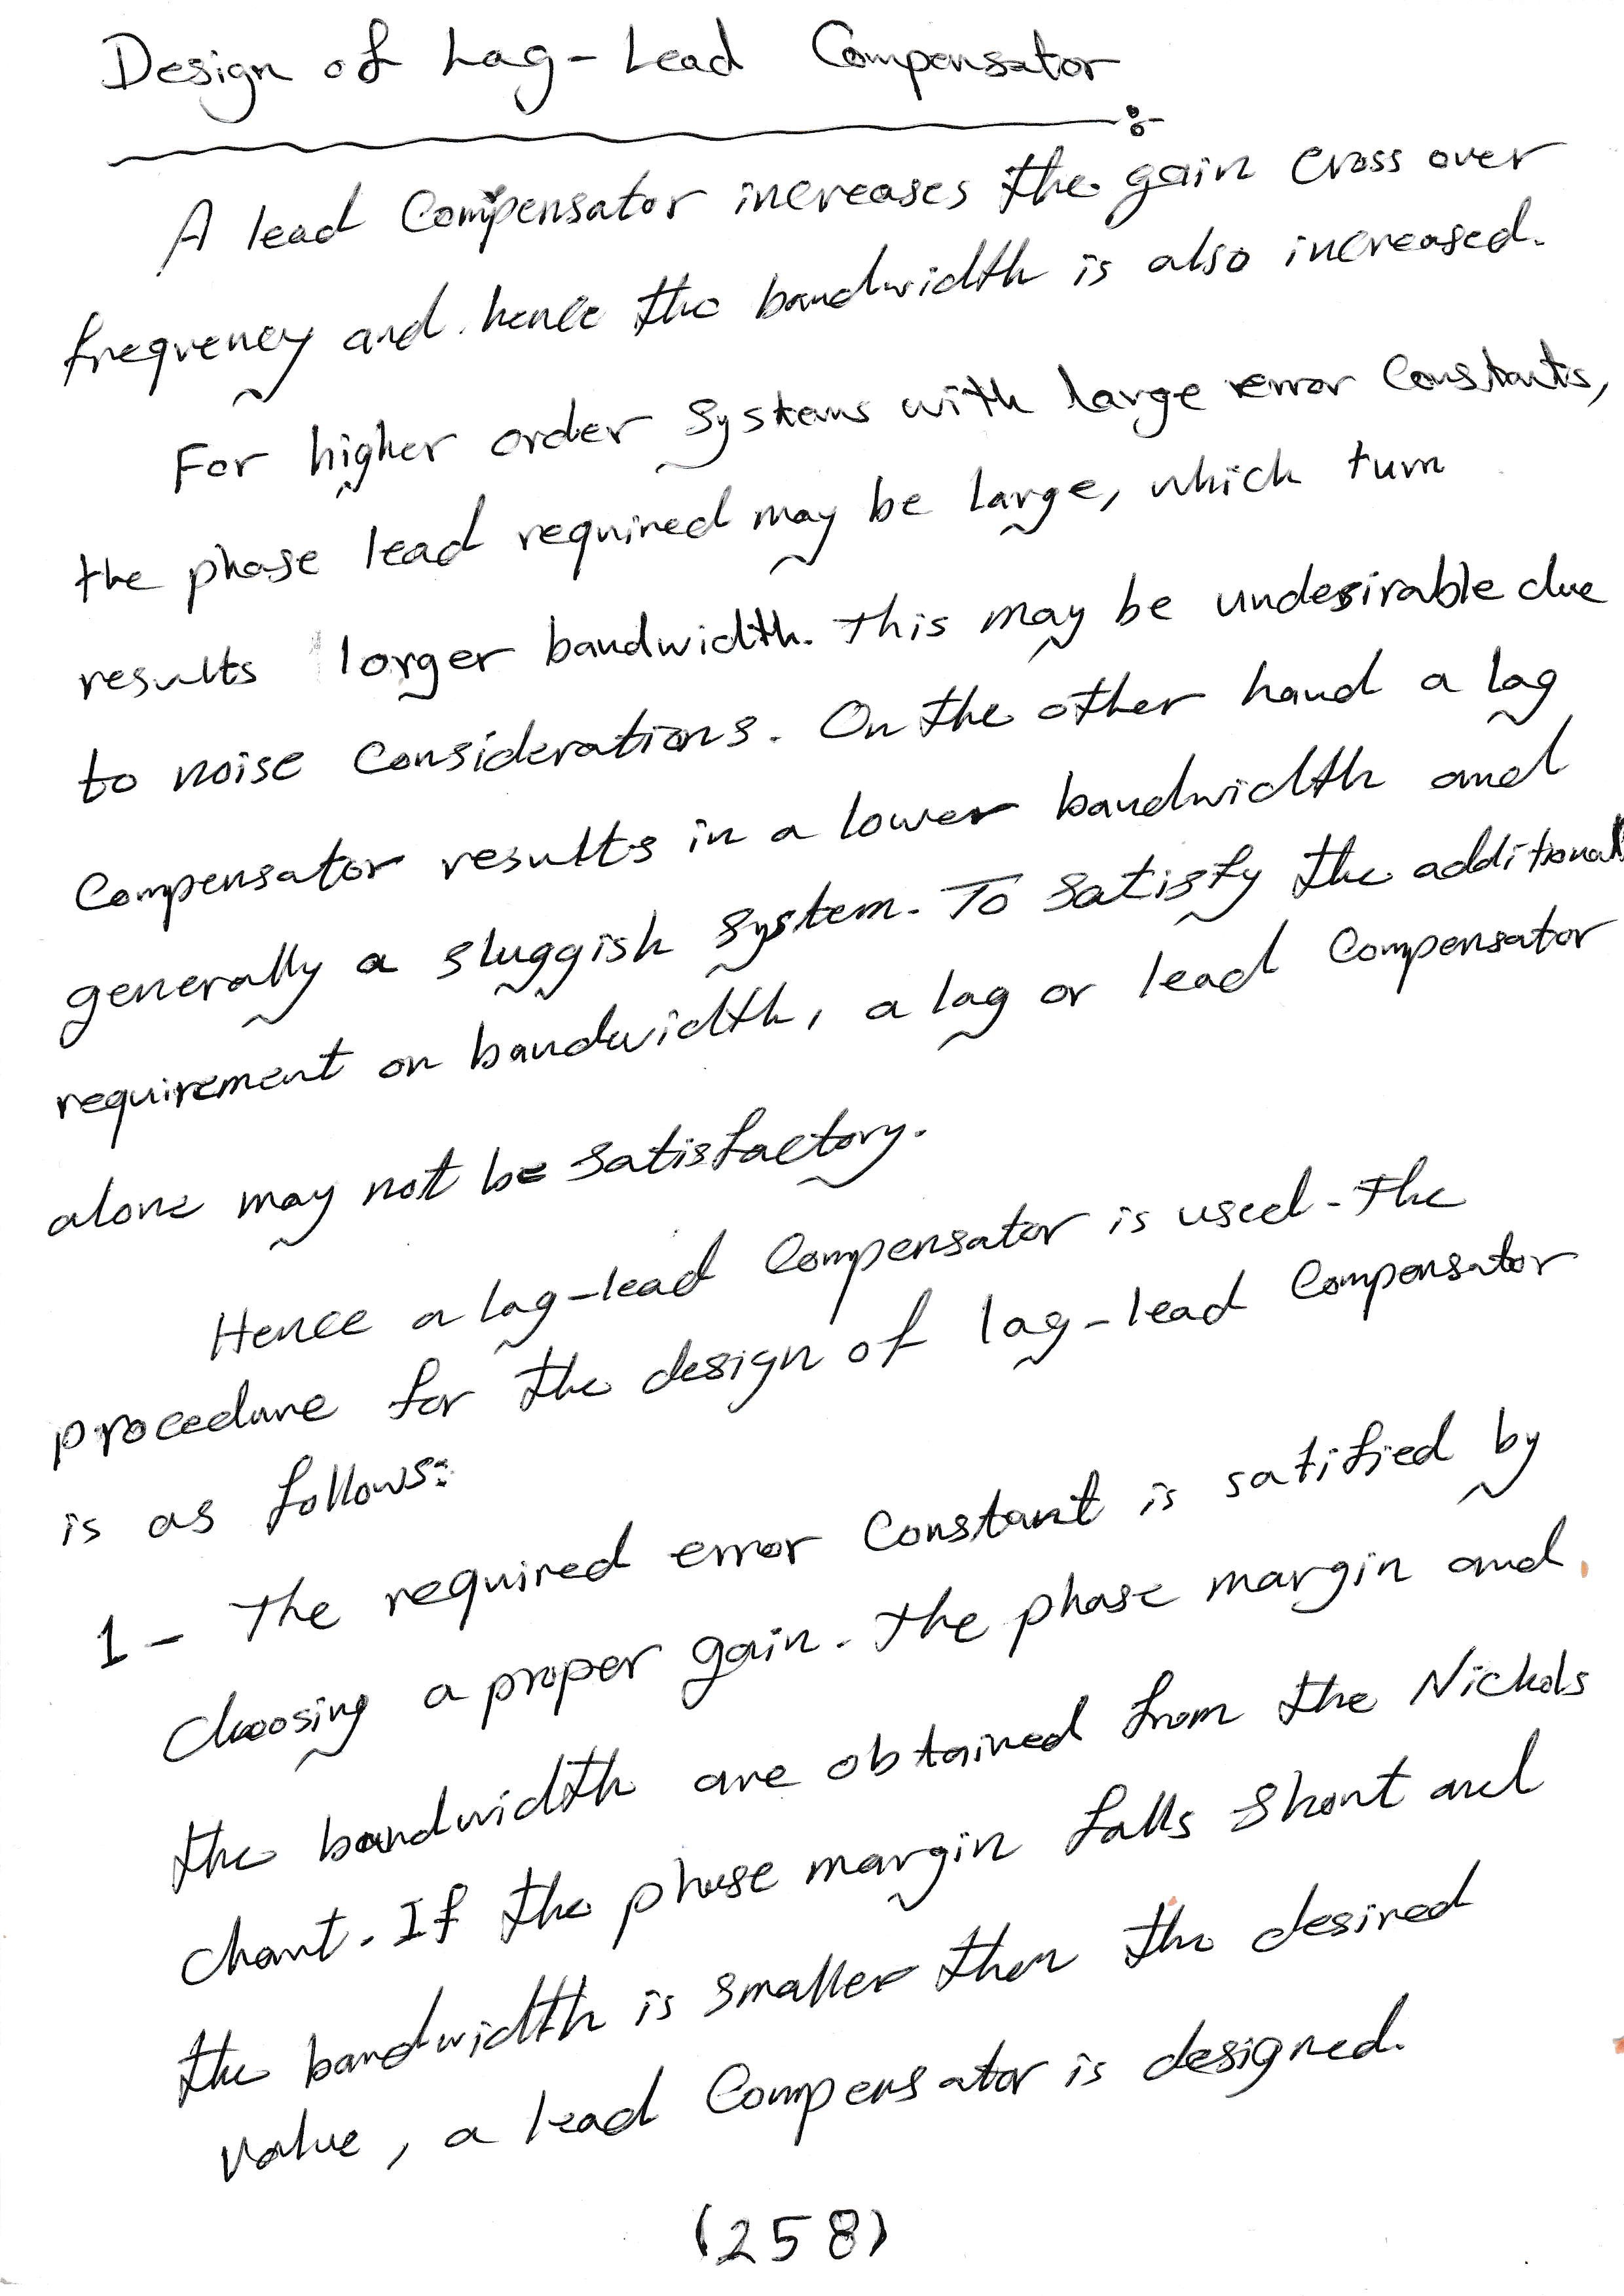 Design of Lag-Lead Compensator:-
A lead Compensator increases the gain cross over
frequency and hence the bandwidth is also increased.
For higher order systems with large error Constants,
the phase lead required may be large, which turn
results larger bandwidth. This may be undesirable due
to noise Considerations. On the other hand a lag
Compensator results in a lower bandwidth and
generally a sluggish system. To satisfy the additional
requirement on bandwidth, a lag or lead Compensator
alone may not be satisfactory.
Hence a lag-lead Compensator is used. The
procedure for the design of lag-lead Compensator
is as follows:
1- The required error Constant is satified by
choosing a proper gain. The phase margin and
the bandwidth are obtained from the Nickols
chart. If the phase margin falls short and
the bandwidth is smaller then the desired
value, a lead Compensator is designed.
(258)